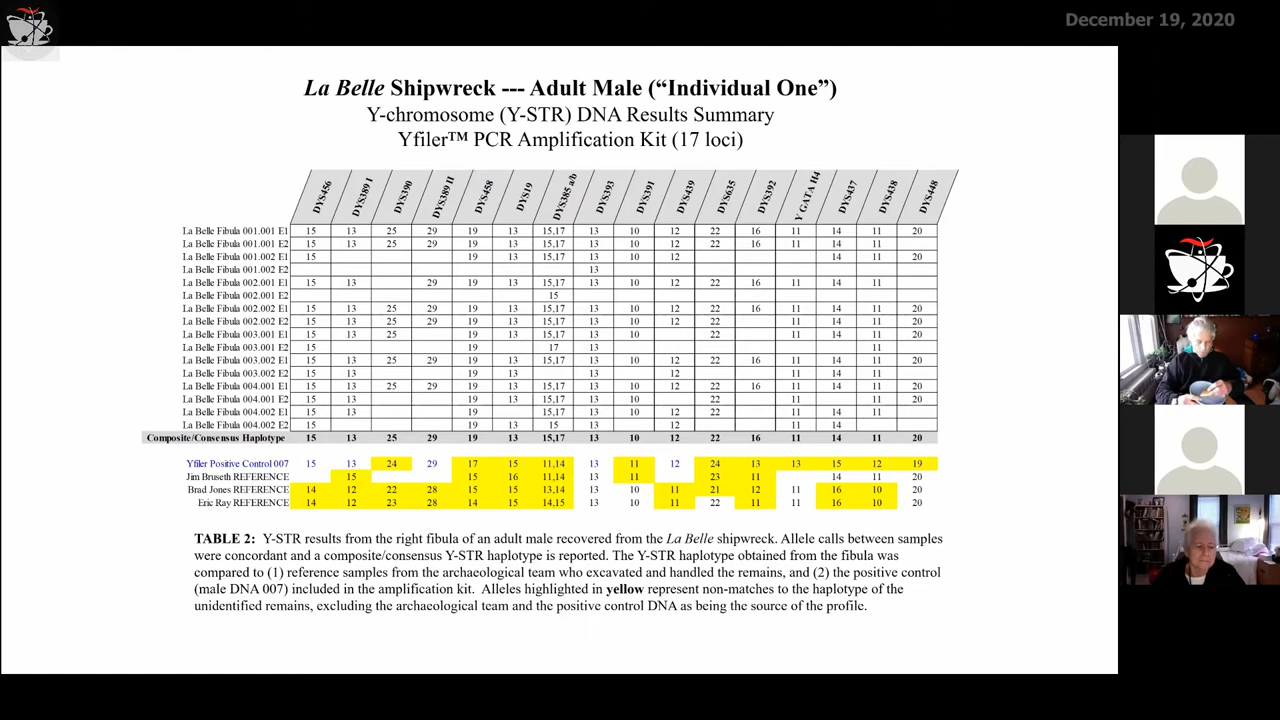 December 19, 2020
La Belle Shipwreck --- Adult Male (“Individual One”)
Y-chromosome (Y-STR) DNA Results Summary
Yfiler™ PCR Amplification Kit (17 loci)
DYS456 DYS389 I DYS390 DYS389 II DYS458 DYS19 DYS385 a/b DYS393 DYS391 DYS439 DYS635 DYS392 Y GATA H4 DYS437 DYS438 DYS448
La Belle Fibula 001.001 E1 15 13 25 29 19 13 15,17 13 10 12 22 16 11 14 11 20
La Belle Fibula 001.001 E2 15 13 25 29 19 13 15,17 13 10 12 22 16 11 14 11
La Belle Fibula 001.002 E1 15 19 13 15,17 13 10 12 14 11 20
La Belle Fibula 001.002 E2 13
La Belle Fibula 002.001 E1 15 13 29 19 13 15,17 13 10 12 22 16 11 14 11
La Belle Fibula 002.001 E2 15
La Belle Fibula 002.002 E1 15 13 25 29 19 13 15,17 13 10 12 22 16 11 14 11 20
La Belle Fibula 002.002 E2 15 13 25 29 19 13 15,17 13 10 12 22 11 14 11 20
La Belle Fibula 003.001 E1 15 13 25 19 13 15,17 13 10 22 11 14 11 20
La Belle Fibula 003.001 E2 15 19 17 13 11
La Belle Fibula 003.002 E1 15 13 25 29 19 13 15,17 13 10 12 22 16 11 14 11 20
La Belle Fibula 003.002 E2 15 13 19 13 13 12 11 14 11
La Belle Fibula 004.001 E1 15 13 25 29 19 13 15,17 13 10 12 22 16 11 14 11 20
La Belle Fibula 004.001 E2 15 13 19 13 15,17 13 10 22 11 11 20
La Belle Fibula 004.002 E1 15 13 19 15,17 13 10 12 22 11 14 11
La Belle Fibula 004.002 E2 15 19 13 15 13 12 11 14
Composite/Consensus Haplotype 15 13 25 29 19 13 15,17 13 10 12 22 16 11 14 11 20
Yfiler Positive Control 007 15 13 24 29 17 15 11,14 13 11 12 24 13 13 15 12 19
Jim Bruseth REFERENCE 15 15 16 11,14 13 11 23 11 14 11 20
Brad Jones REFERENCE 14 12 22 28 15 15 13,14 13 10 11 21 12 11 16 10 20
Eric Ray REFERENCE 14 12 23 28 14 15 14,15 13 10 11 22 11 11 16 10 20
TABLE 2: Y-STR results from the right fibula of an adult male recovered from the La Belle shipwreck. Allele calls between samples
were concordant and a composite/consensus Y-STR haplotype is reported. The Y-STR haplotype obtained from the fibula was
compared to (1) reference samples from the archaeological team who excavated and handled the remains, and (2) the positive control
(male DNA 007) included in the amplification kit. Alleles highlighted in yellow represent non-matches to the haplotype of the
unidentified remains, excluding the archaeological team and the positive control DNA as being the source of the profile.